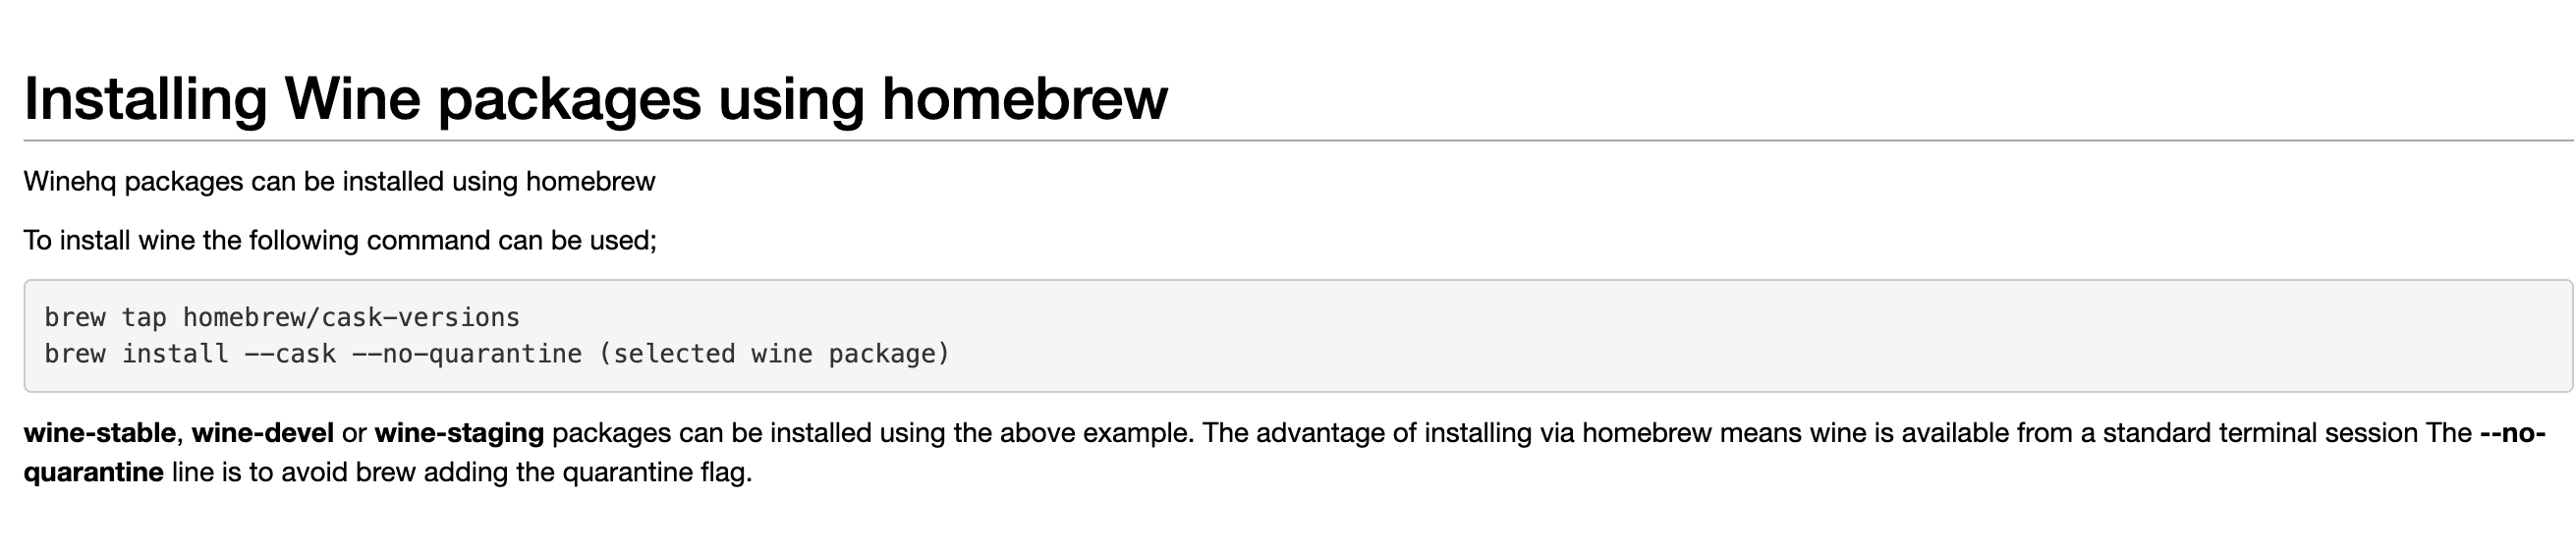 Installing Wine packages using homebrew
Winehq packages can be installed using homebrew
To install wine the following command can be used;
brew tap homebrew/cask-versions
brew install --cask --no-quarantine (selected wine package)
wine-stable, wine-devel or wine-staging packages can be installed using the above example. The advantage of installing via homebrew means wine is available from a standard terminal session The --no-
quarantine line is to avoid brew adding the quarantine flag.